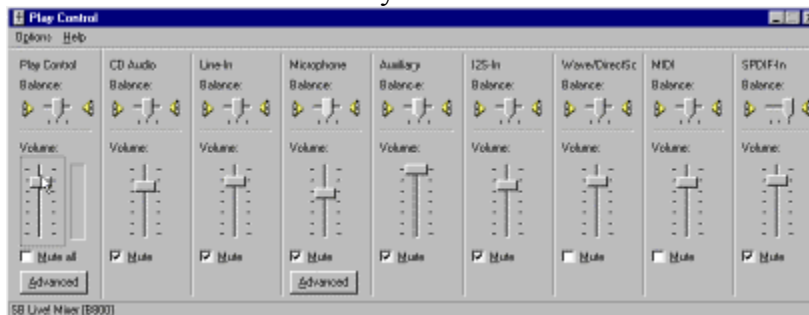 Play Control
Options Help
Play Control CD Audio Line-In Microphone Auxiliary I2S-In Wave/DirectSo MIDI SPDIF-In
Balance: Balance: Balance: Balance: Balance: Balance: Balance: Balance: Balance:
Volume: Volume: Volume: Volume: Volume: Volume: Volume: Volume: Volume:
Mute all Mute Mute Mute Mute Mute Mute Mute Mute
Advanced Advanced
SB Live! Mixer [B800]